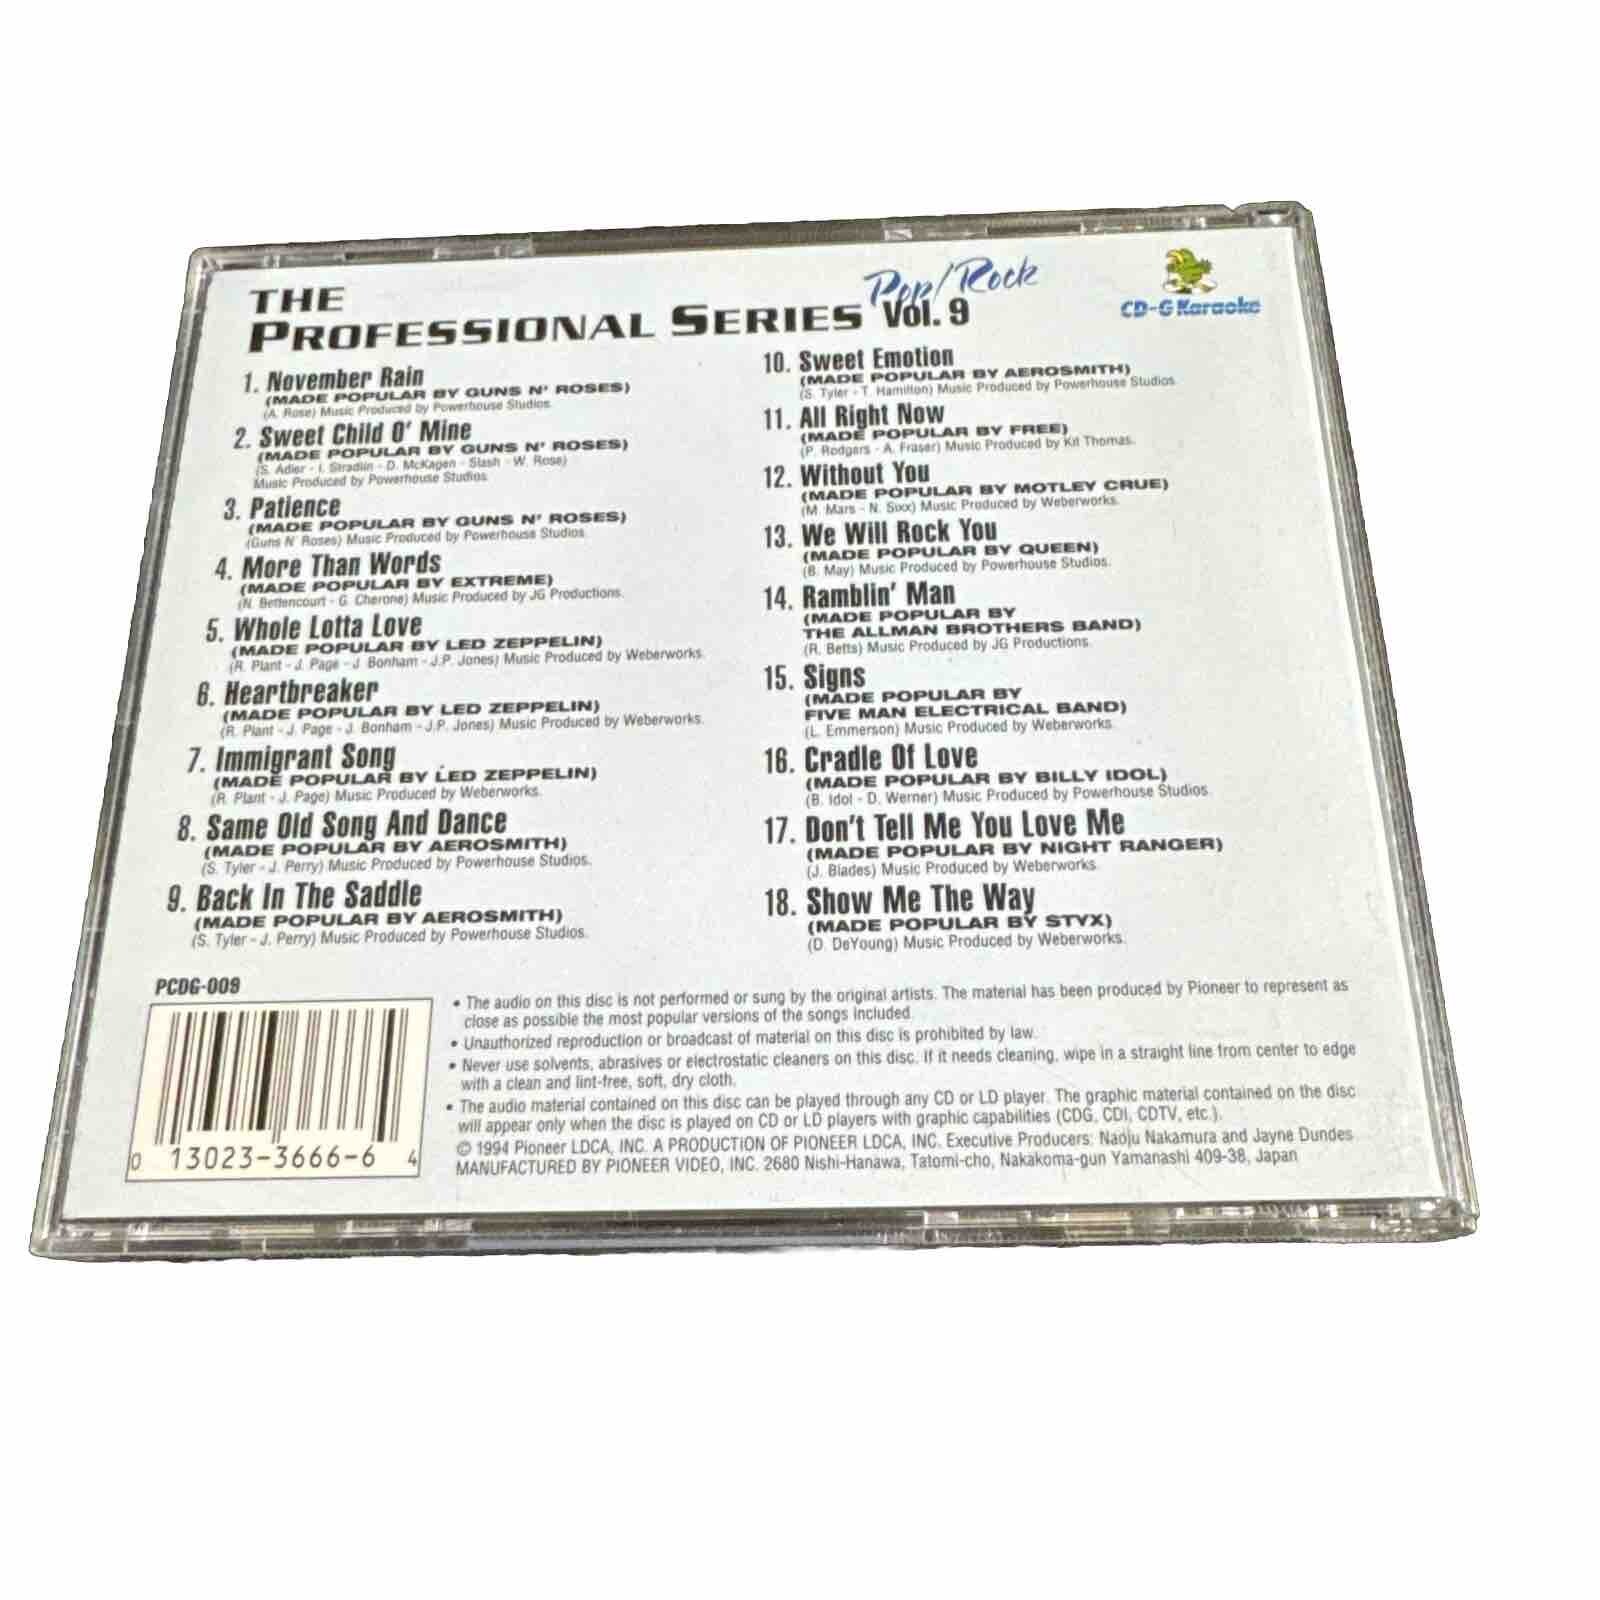 THE
PROFESSIONAL SERIES Vol. 9
Pop/Rock
CD-G Karaoke
1. November Rain
(MADE POPULAR BY GUNS N' ROSES)
(A. Rose) Music Produced by Powerhouse Studios.
2. Sweet Child O' Mine
(MADE POPULAR BY GUNS N' ROSES)
(S. Adler - I. Stradlin - D. McKagen - Slash - W. Rose)
Music Produced by Powerhouse Studios
3. Patience
(MADE POPULAR BY GUNS N' ROSES)
(Guns N' Roses) Music Produced by Powerhouse Studios
4. More Than Words
(MADE POPULAR BY EXTREME)
(N. Bettencourt - G. Cherone) Music Produced by JG Productions.
5. Whole Lotta Love
(MADE POPULAR BY LED ZEPPELIN)
(R. Plant - J. Page - J. Bonham - J.P. Jones) Music Produced by Weberworks.
6. Heartbreaker
(MADE POPULAR BY LED ZEPPELIN)
(R. Plant - J. Page - J. Bonham - J.P. Jones) Music Produced by Weberworks.
7. Immigrant Song
(MADE POPULAR BY LED ZEPPELIN)
(R. Plant - J. Page) Music Produced by Weberworks.
8. Same Old Song And Dance
(MADE POPULAR BY AEROSMITH)
(S. Tyler - J. Perry) Music Produced by Powerhouse Studios.
9. Back In The Saddle
(MADE POPULAR BY AEROSMITH)
(S. Tyler - J. Perry) Music Produced by Powerhouse Studios.
10. Sweet Emotion
(MADE POPULAR BY AEROSMITH)
(S. Tyler - T. Hamilton) Music Produced by Powerhouse Studios.
11. All Right Now
(MADE POPULAR BY FREE)
(P. Rodgers - A. Fraser) Music Produced by Kit Thomas.
12. Without You
(MADE POPULAR BY MOTLEY CRUE)
(M. Mars - N. Sixx) Music Produced by Weberworks.
13. We Will Rock You
(MADE POPULAR BY QUEEN)
(B. May) Music Produced by Powerhouse Studios.
14. Ramblin' Man
(MADE POPULAR BY
THE ALLMAN BROTHERS BAND)
(R. Betts) Music Produced by JG Productions.
15. Signs
(MADE POPULAR BY
FIVE MAN ELECTRICAL BAND)
(L. Emmerson) Music Produced by Weberworks.
16. Cradle Of Love
(MADE POPULAR BY BILLY IDOL)
(B. Idol - D. Werner) Music Produced by Powerhouse Studios.
17. Don't Tell Me You Love Me
(MADE POPULAR BY NIGHT RANGER)
(J. Blades) Music Produced by Weberworks.
18. Show Me The Way
(MADE POPULAR BY STYX)
(D. DeYoung) Music Produced by Weberworks.
PCDG-009
0 13023-3666-6 4
• The audio on this disc is not performed or sung by the original artists. The material has been produced by Pioneer to represent as
close as possible the most popular versions of the songs included.
• Unauthorized reproduction or broadcast of material on this disc is prohibited by law.
• Never use solvents, abrasives or electrostatic cleaners on this disc. If it needs cleaning, wipe in a straight line from center to edge
with a clean and lint-free, soft, dry cloth.
• The audio material contained on this disc can be played through any CD or LD player. The graphic material contained on the disc
will appear only when the disc is played on CD or LD players with graphic capabilities (CDG, CDI, CDTV, etc.).
© 1994 Pioneer LDCA, INC. A PRODUCTION OF PIONEER LDCA, INC. Executive Producers: Naoju Nakamura and Jayne Dundes
MANUFACTURED BY PIONEER VIDEO, INC. 2680 Nishi-Hanawa, Tatomi-cho, Nakakoma-gun Yamanashi 409-38, Japan